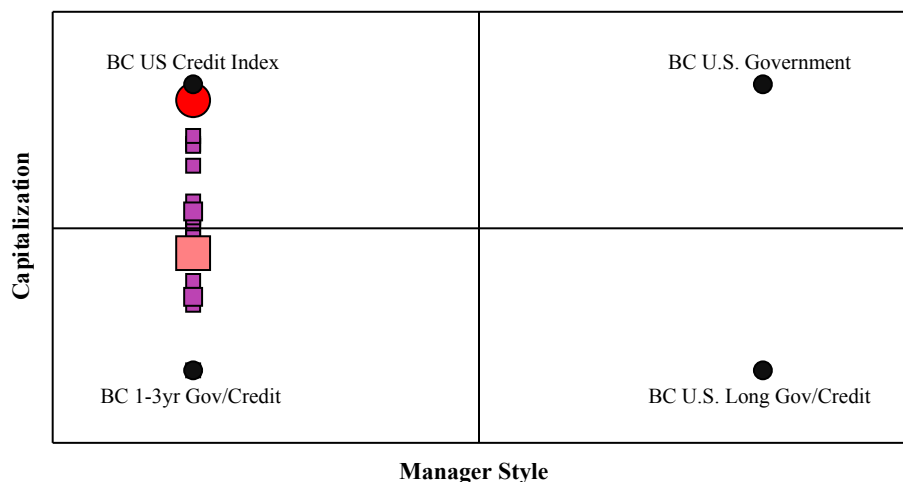 BC US Credit Index
BC U.S. Government
Capitalization
BC 1-3yr Gov/Credit
BC U.S. Long Gov/Credit
Manager Style